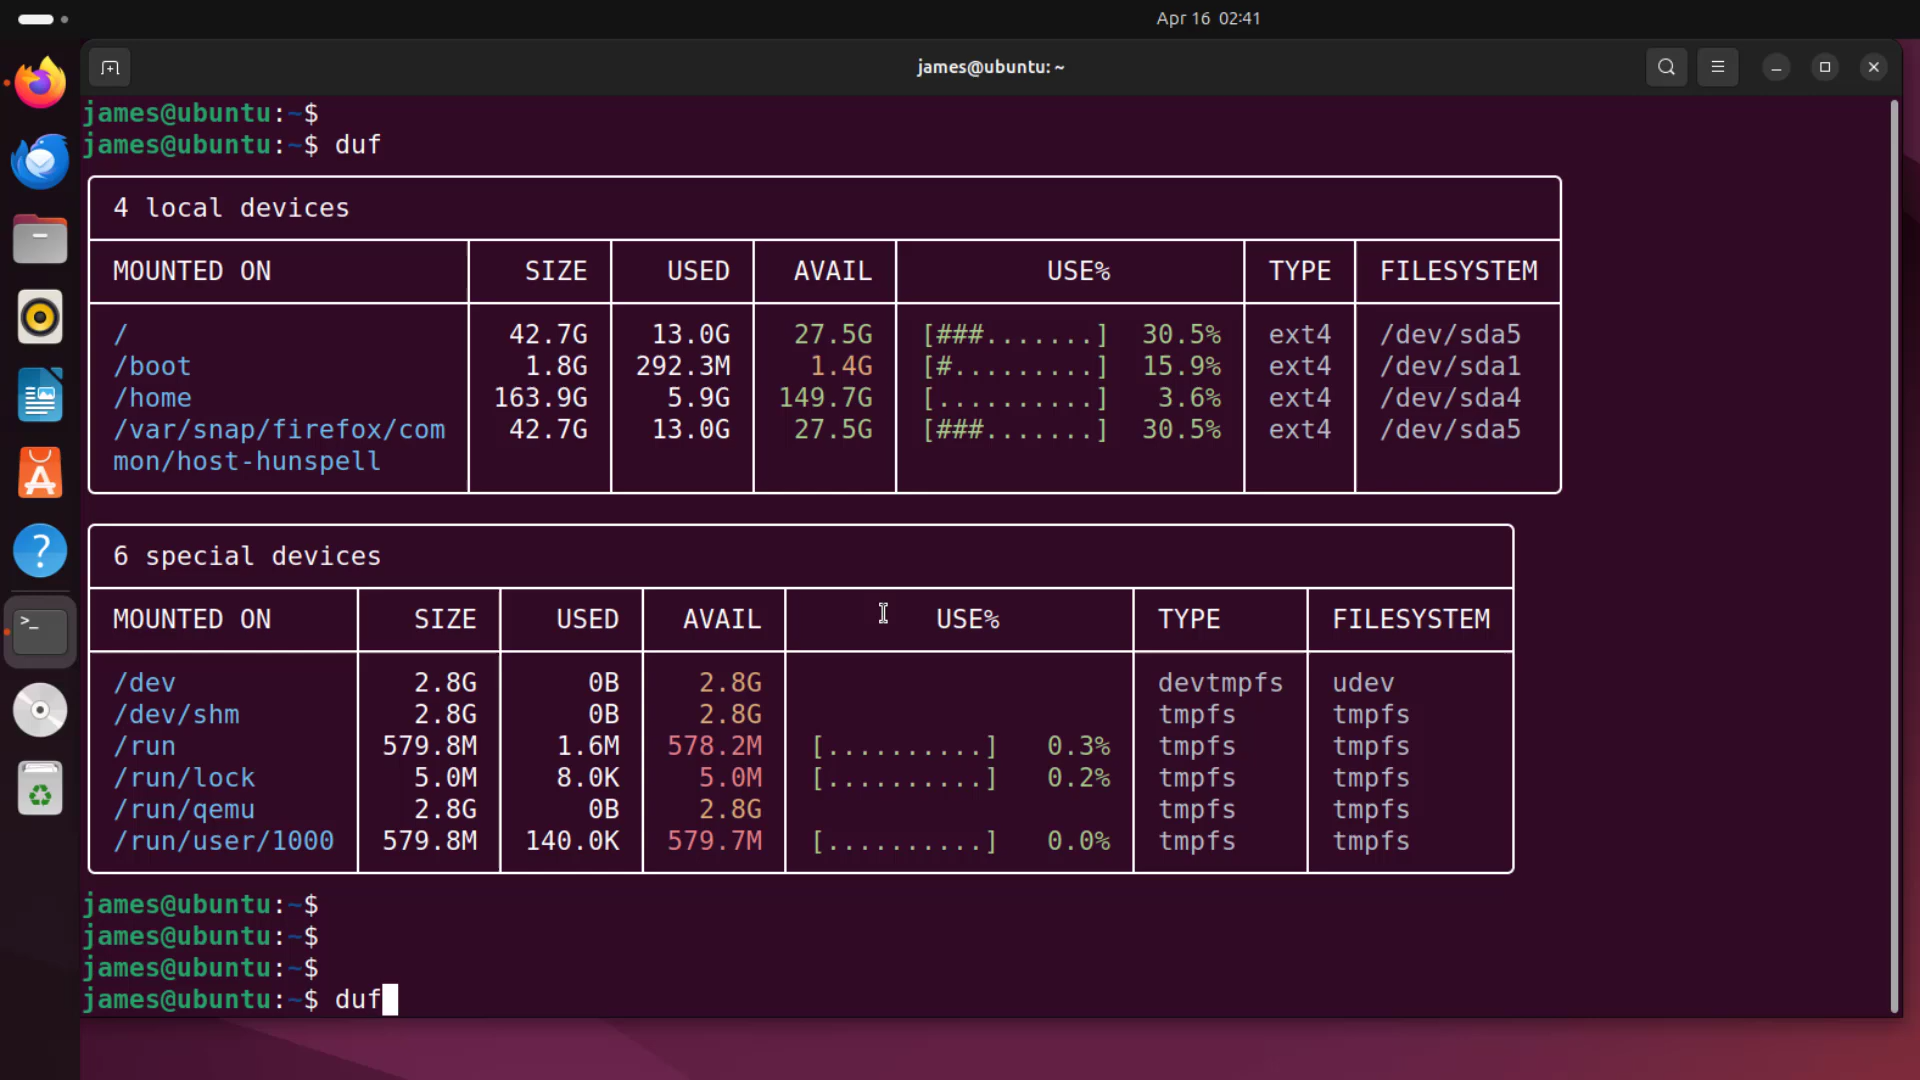 Apr 16 02:41
james@ubuntu: ~
james@ubuntu:~$
james@ubuntu:~$ duf
4 local devices
MOUNTED ON SIZE USED AVAIL USE% TYPE FILESYSTEM
/ 42.7G 13.0G 27.5G [###.......] 30.5% ext4 /dev/sda5
/boot 1.8G 292.3M 1.4G [#.........] 15.9% ext4 /dev/sda1
/home 163.9G 5.9G 149.7G [..........] 3.6% ext4 /dev/sda4
/var/snap/firefox/com 42.7G 13.0G 27.5G [###.......] 30.5% ext4 /dev/sda5
mon/host-hunspell
6 special devices
MOUNTED ON SIZE USED AVAIL USE% TYPE FILESYSTEM
/dev 2.8G 0B 2.8G devtmpfs udev
/dev/shm 2.8G 0B 2.8G tmpfs tmpfs
/run 579.8M 1.6M 578.2M [..........] 0.3% tmpfs tmpfs
/run/lock 5.0M 8.0K 5.0M [..........] 0.2% tmpfs tmpfs
/run/qemu 2.8G 0B 2.8G tmpfs tmpfs
/run/user/1000 579.8M 140.0K 579.7M [..........] 0.0% tmpfs tmpfs
james@ubuntu:~$
james@ubuntu:~$
james@ubuntu:~$
james@ubuntu:~$ duf